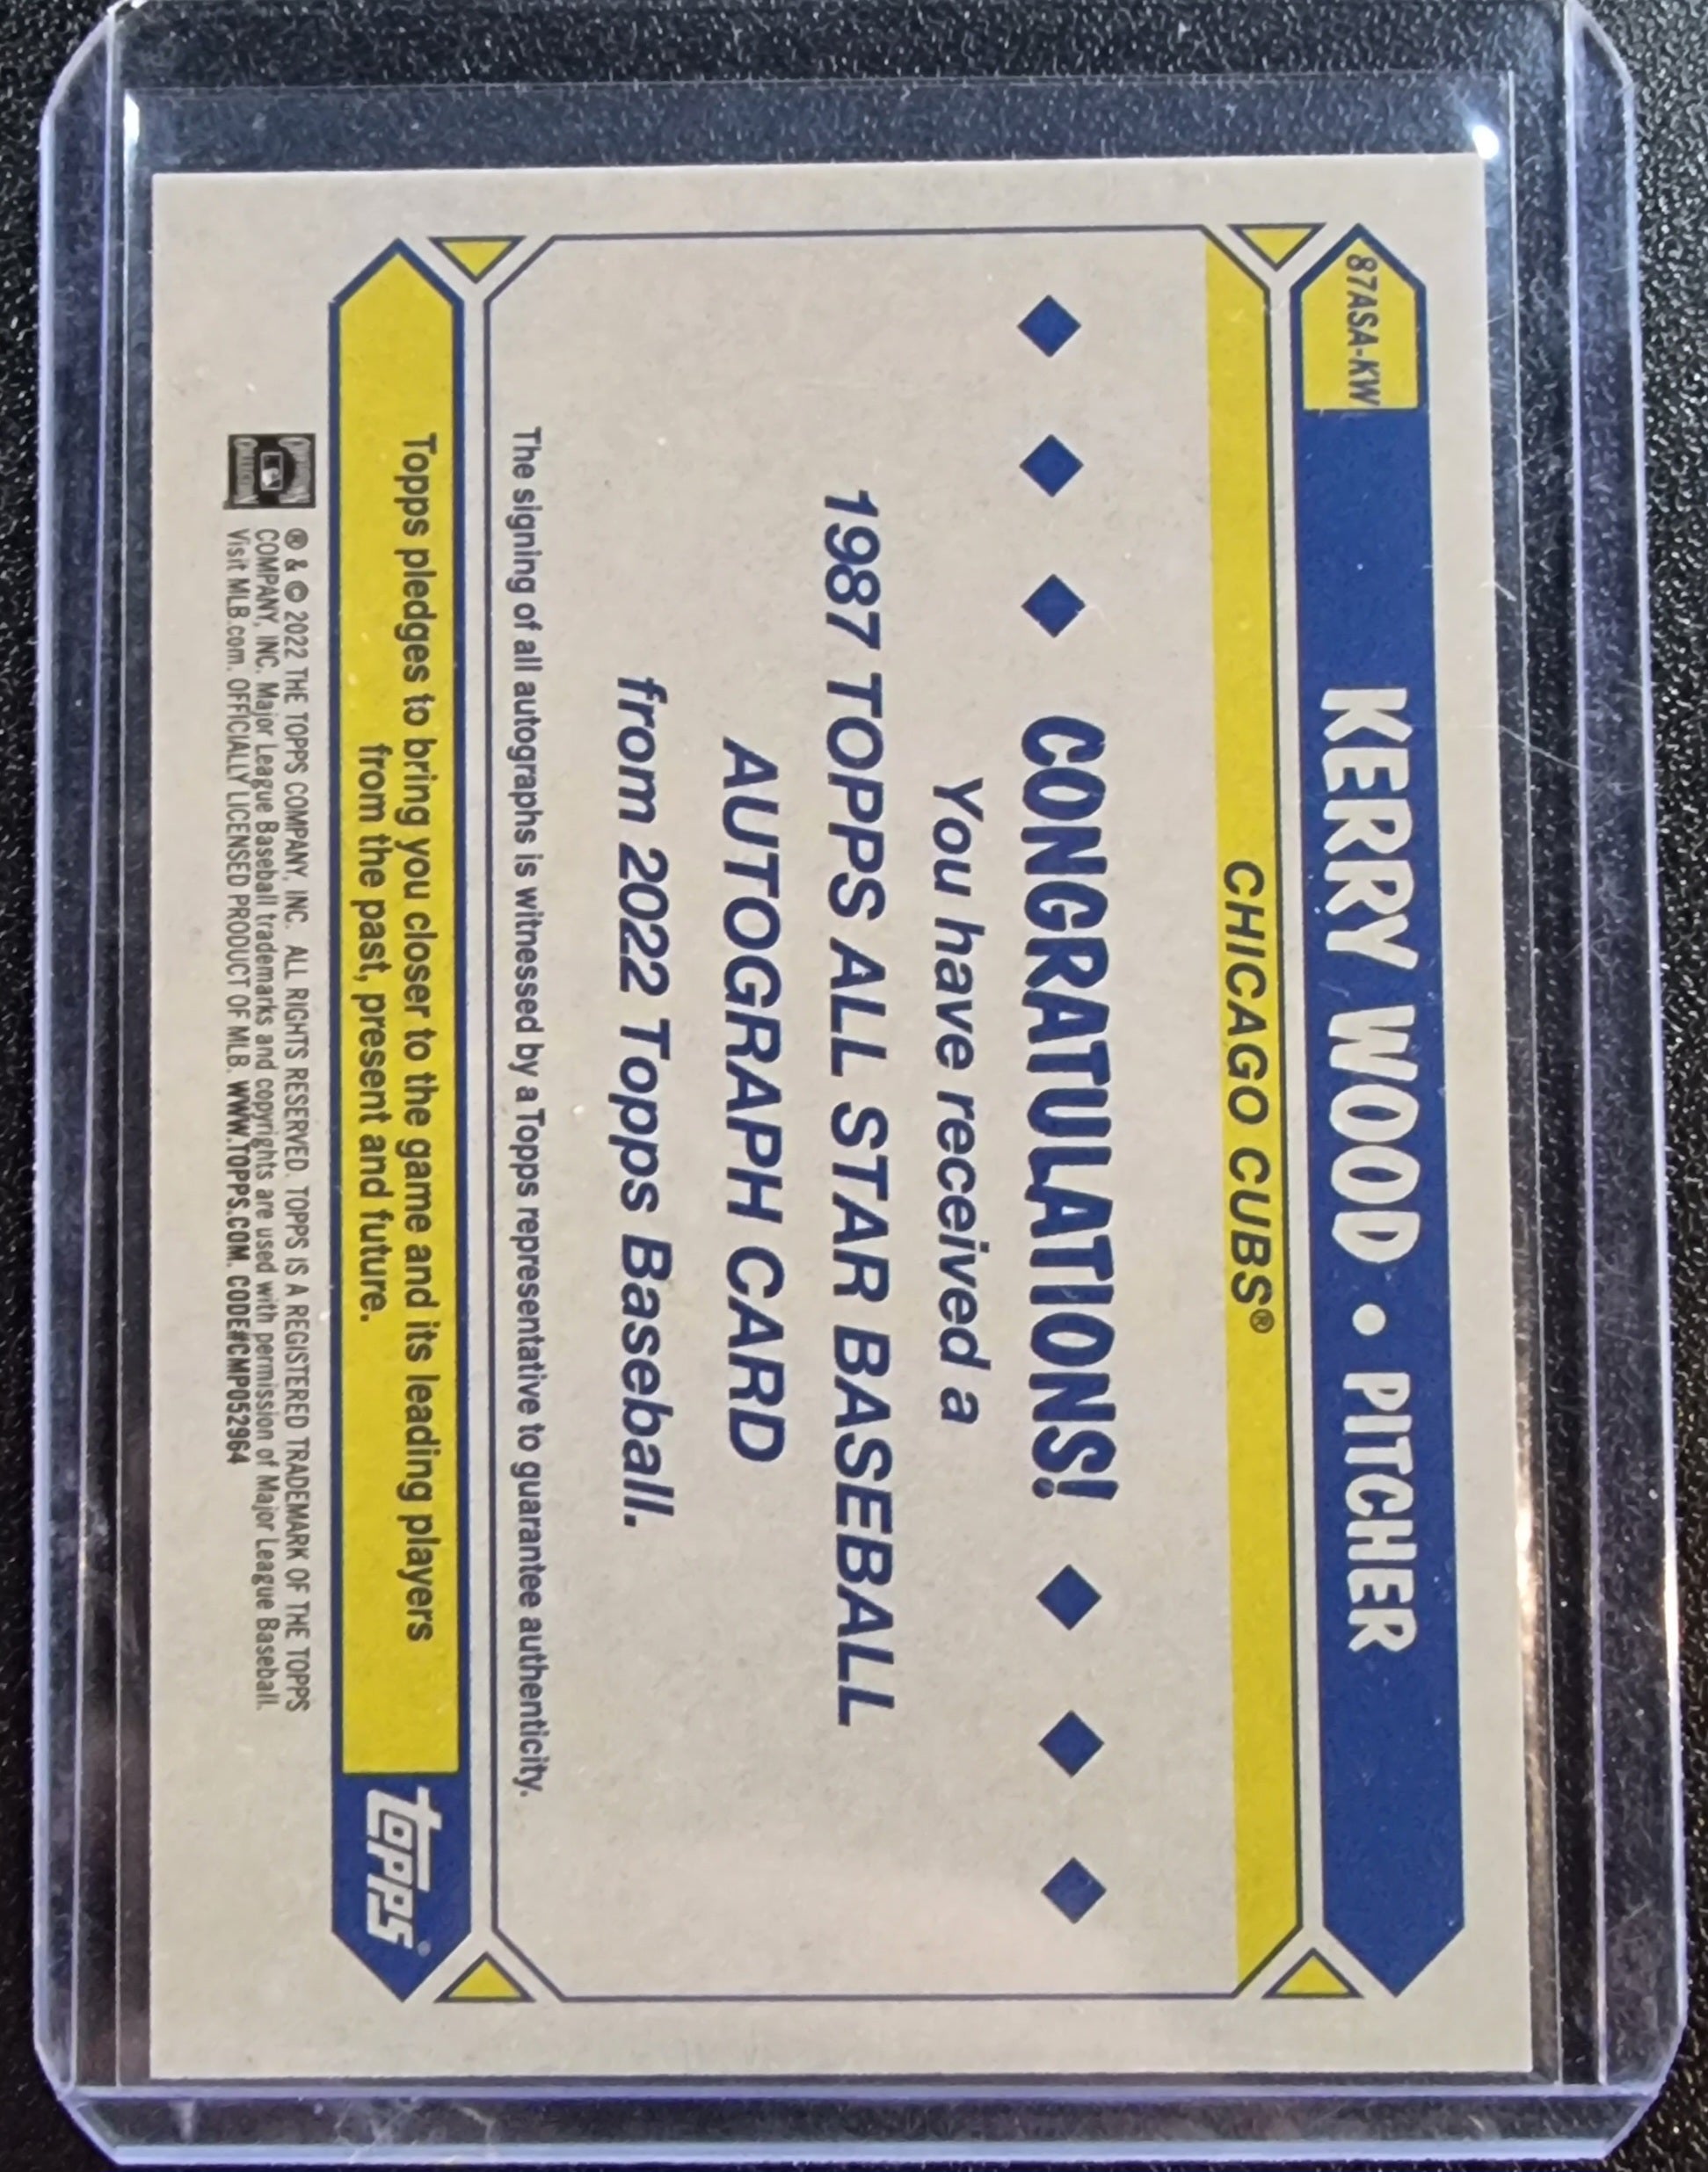 87ASA-KW KERRY WOOD • PITCHER
CHICAGO CUBS®
CONGRATULATIONS!
You have received a
1987 TOPPS ALL STAR BASEBALL
AUTOGRAPH CARD
from 2022 Topps Baseball.
The signing of all autographs is witnessed by a Topps representative to guarantee authenticity.
Topps pledges to bring you closer to the game and its leading players
from the past, present and future.
topps®
® & © 2022 THE TOPPS COMPANY, INC. ALL RIGHTS RESERVED. TOPPS IS A REGISTERED TRADEMARK OF THE TOPPS
COMPANY, INC. Major League Baseball trademarks and copyrights are used with permission of Major League Baseball.
Visit MLB.com. OFFICIALLY LICENSED PRODUCT OF MLB. WWW.TOPPS.COM. CODE#CMP052964